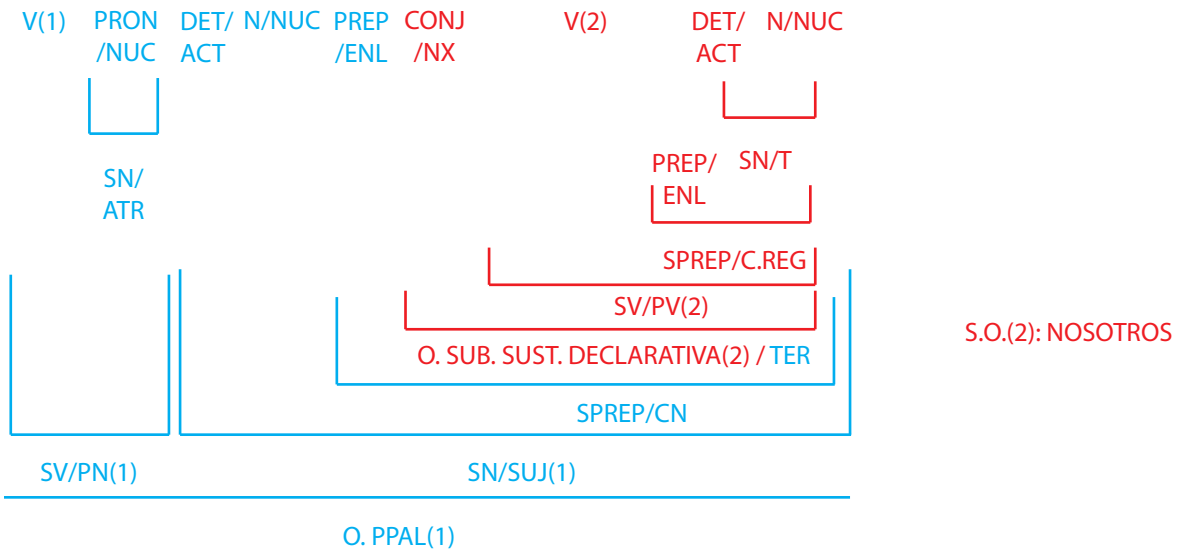 V(1) PRON DET/ N/NUC PREP CONJ V(2) DET/ N/NUC
/NUC ACT /ENL /NX ACT
PREP/ SN/T
SN/ ENL
ATR
SPREP/C.REG
SV/PV(2)
S.O.(2): NOSOTROS
O. SUB. SUST. DECLARATIVA(2) / TER
SPREP/CN
SV/PN(1) SN/SUJ(1)
O. PPAL(1)